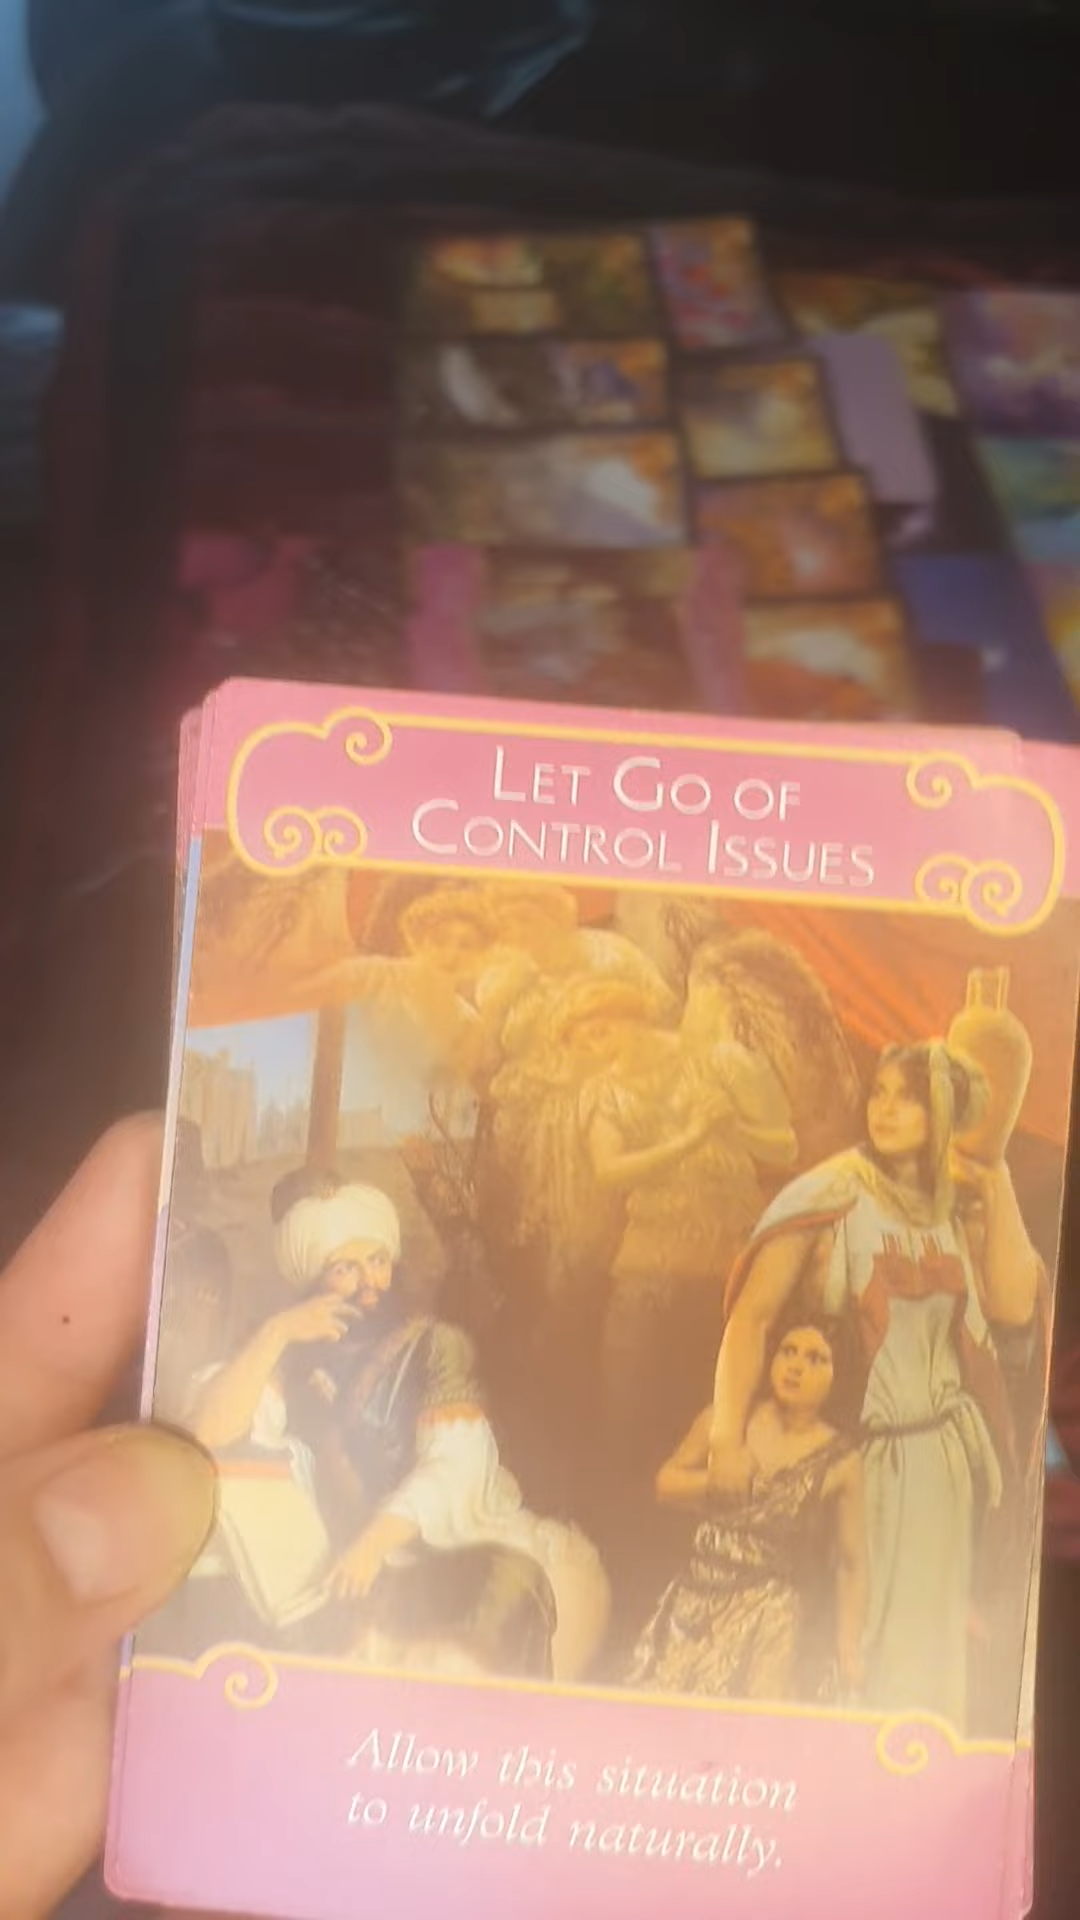 LET GO OF
CONTROL ISSUES
Allow this situation
to unfold naturally.